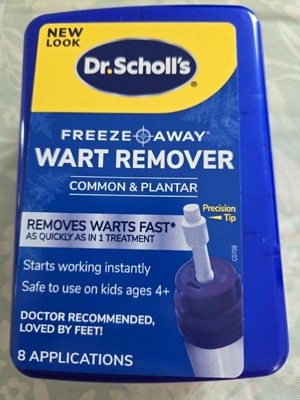 NEW
LOOK
Dr.Scholl's®
FREEZE AWAY®
WART REMOVER
COMMON & PLANTAR
Precision
Tip
REMOVES WARTS FAST*
AS QUICKLY AS IN 1 TREATMENT
Starts working instantly
Safe to use on kids ages 4+
DOCTOR RECOMMENDED,
LOVED BY FEET!
8 APPLICATIONS